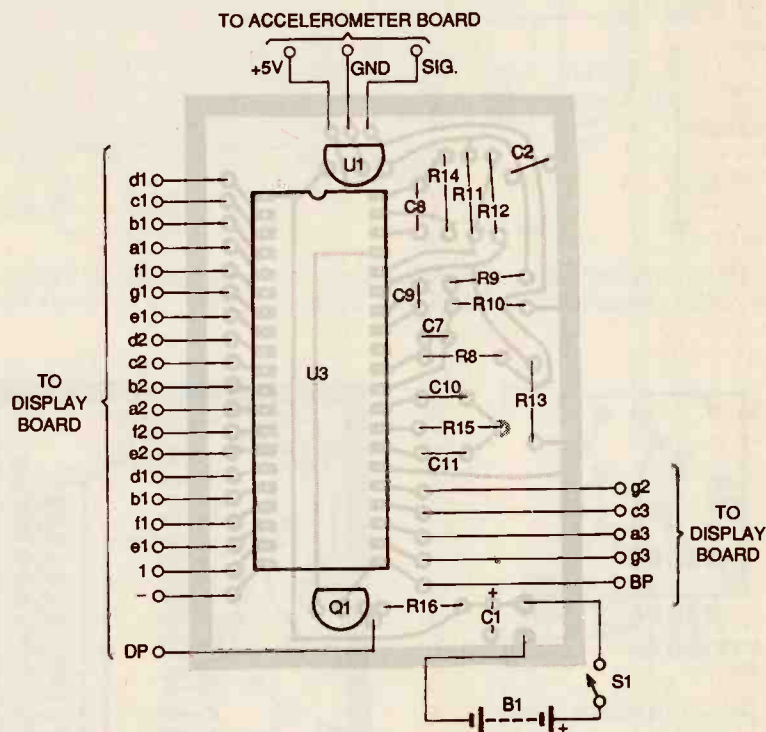 TO ACCELEROMETER BOARD
+5V GND SIG.
U1
C2
R14
R11
R12
C8
d1
c1
b1
a1
f1
g1
e1
d2
c2
b2
a2
f2
e2
d1
b1
f1
e1
1
–
DP
TO
DISPLAY
BOARD
U3
C9
R9
R10
C7
R8
C10
R13
R15
C11
g2
c3
a3
g3
BP
TO
DISPLAY
BOARD
Q1
R16
+
C1
S1
B1
+